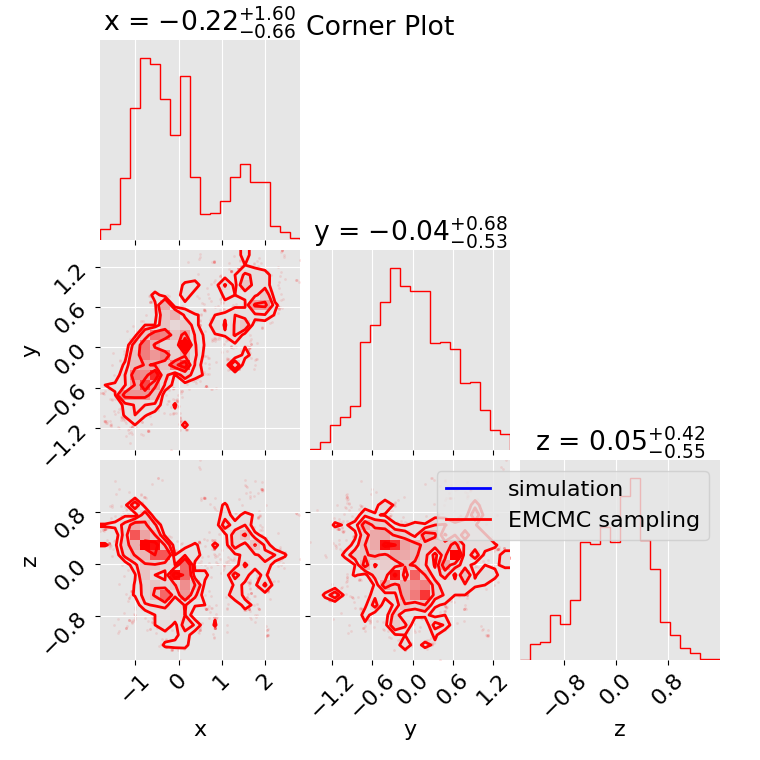 x = −0.22+1.60−0.66 Corner Plot
y = −0.04+0.68−0.53
z = 0.05+0.42−0.55
1.2
0.6
0.0
−0.6
−1.2
y
simulation
EMCMC sampling
0.8
0.0
−0.8
z
−1 0 1 2
−1.2 −0.6 0.0 0.6 1.2
−0.8 0.0 0.8
x y z